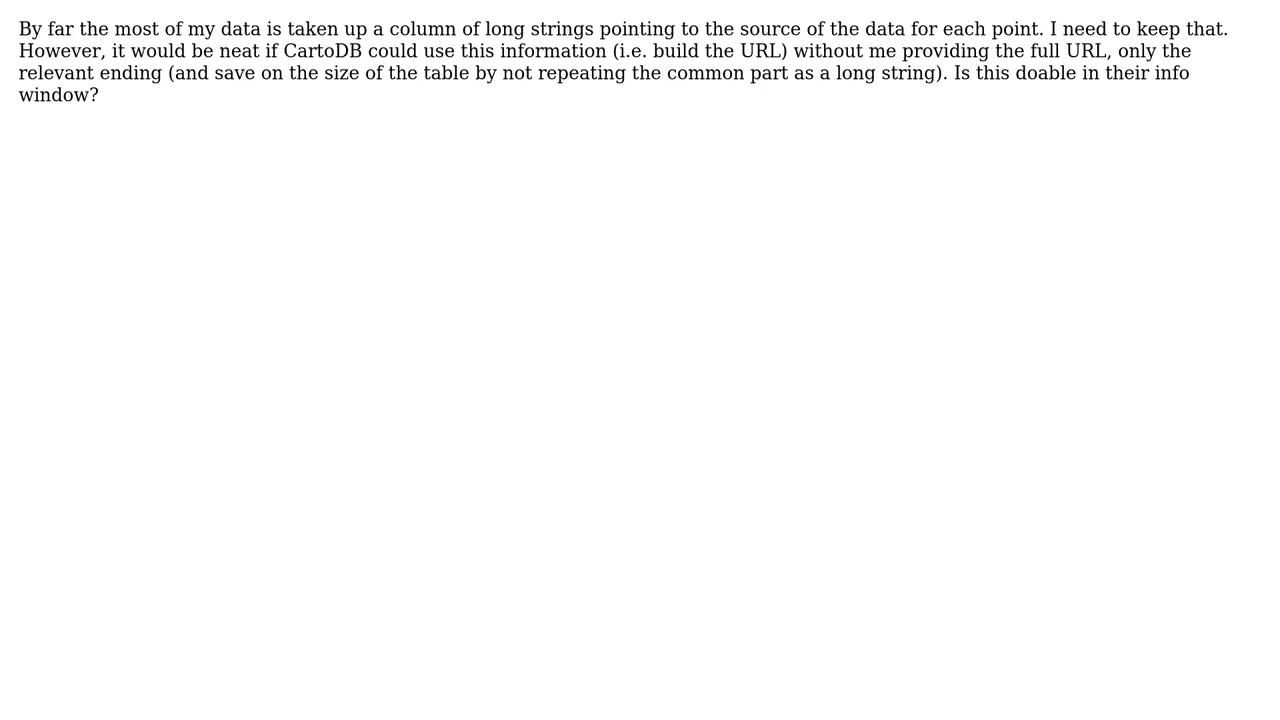 By far the most of my data is taken up a column of long strings pointing to the source of the data for each point. I need to keep that.
However, it would be neat if CartoDB could use this information (i.e. build the URL) without me providing the full URL, only the
relevant ending (and save on the size of the table by not repeating the common part as a long string). Is this doable in their info
window?